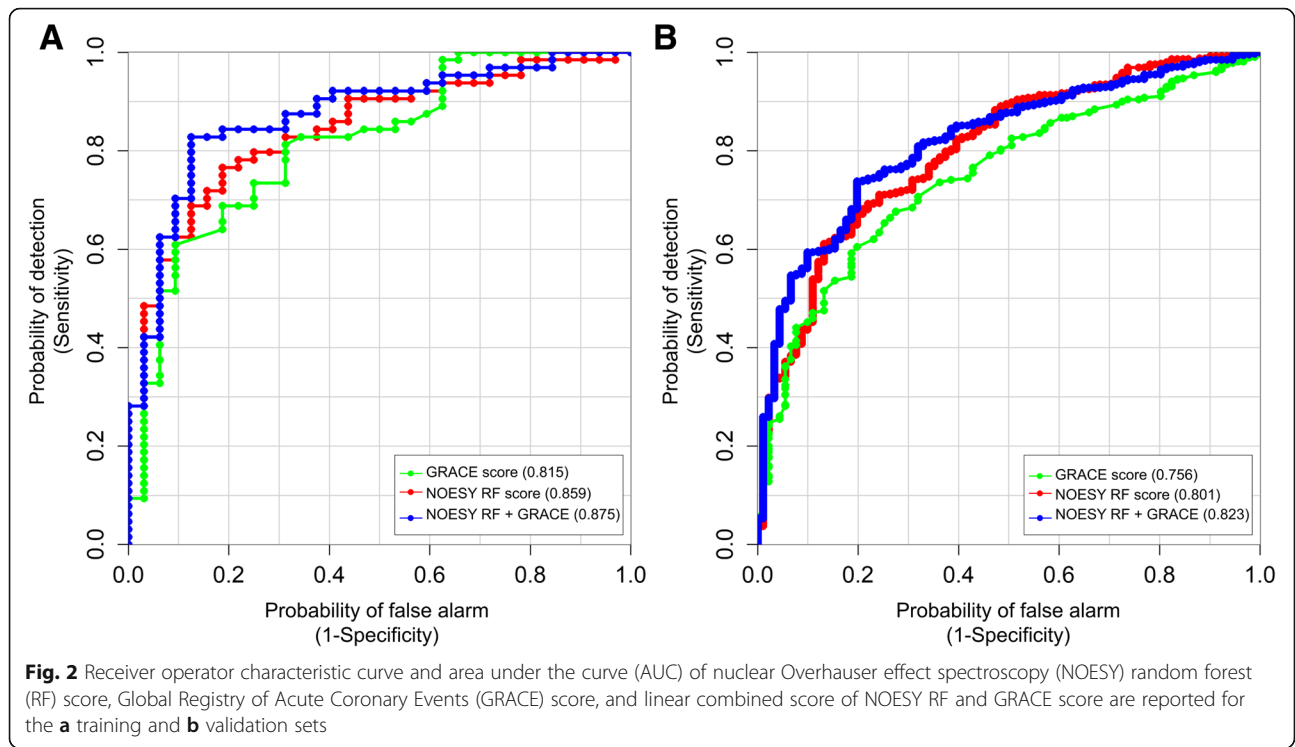 A
B
1.0
0.8
0.6
0.4
0.2
0.0
Probability of detection
(Sensitivity)
GRACE score (0.815)
NOESY RF score (0.859)
NOESY RF + GRACE (0.875)
0.0 0.2 0.4 0.6 0.8 1.0
Probability of false alarm
(1-Specificity)
1.0
0.8
0.6
0.4
0.2
0.0
Probability of detection
(Sensitivity)
GRACE score (0.756)
NOESY RF score (0.801)
NOESY RF + GRACE (0.823)
0.0 0.2 0.4 0.6 0.8 1.0
Probability of false alarm
(1-Specificity)
Fig. 2 Receiver operator characteristic curve and area under the curve (AUC) of nuclear Overhauser effect spectroscopy (NOESY) random forest
(RF) score, Global Registry of Acute Coronary Events (GRACE) score, and linear combined score of NOESY RF and GRACE score are reported for
the a training and b validation sets